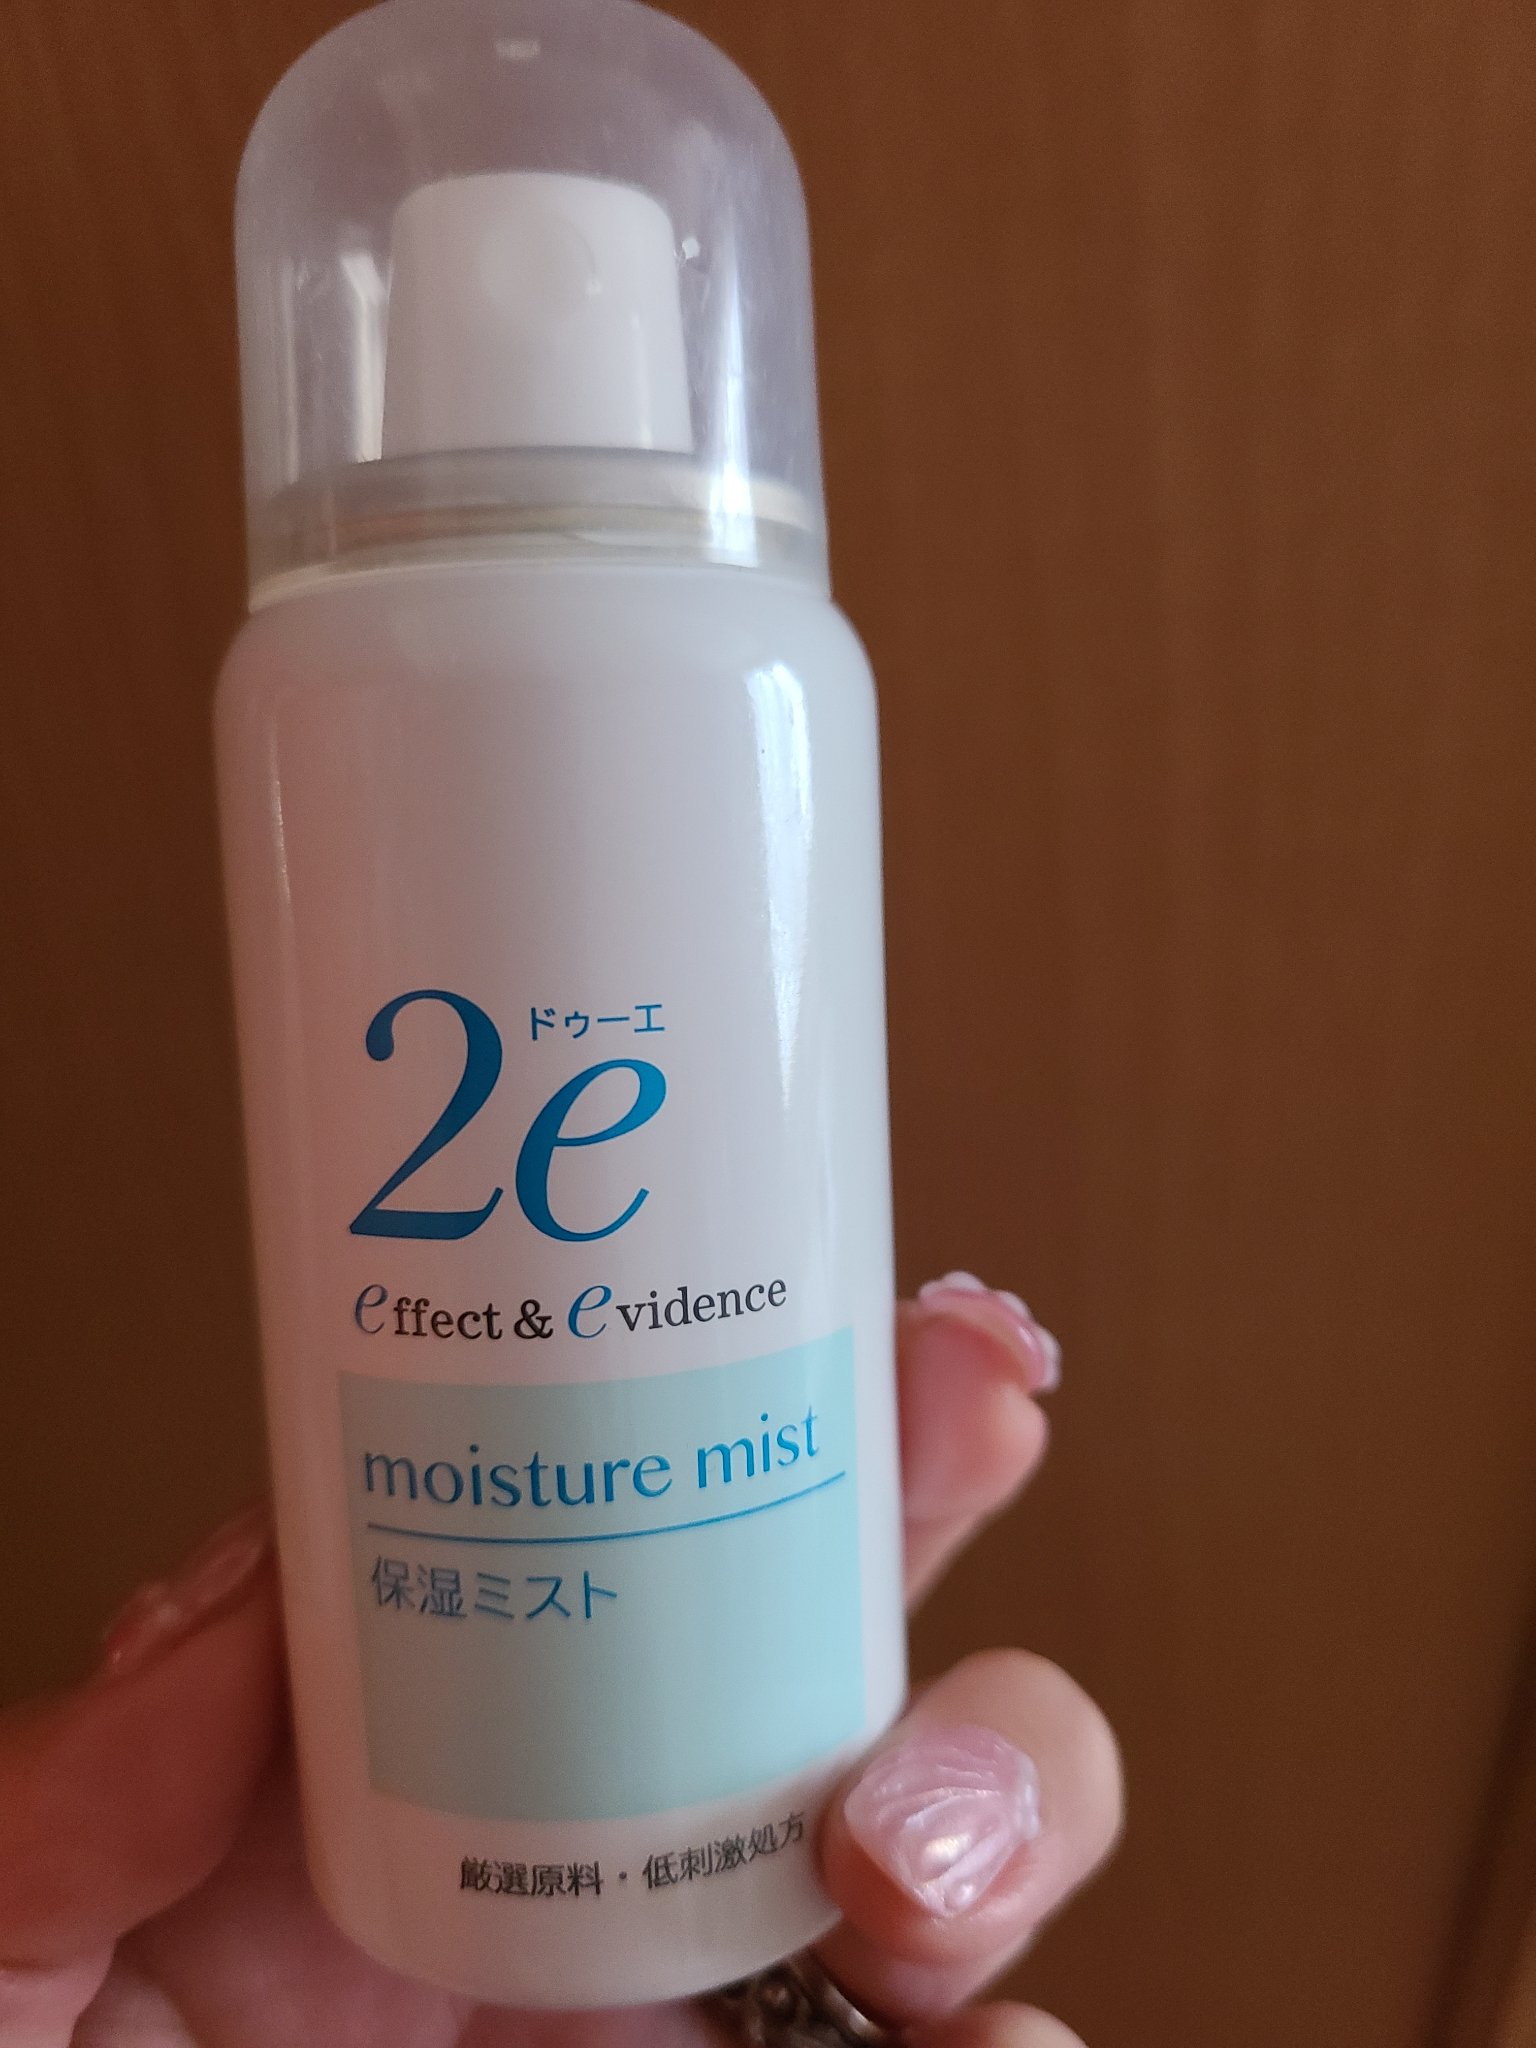 ドゥーエ
2e
effect & evidence
moisture mist
保湿ミスト
厳選原料・低刺激処方